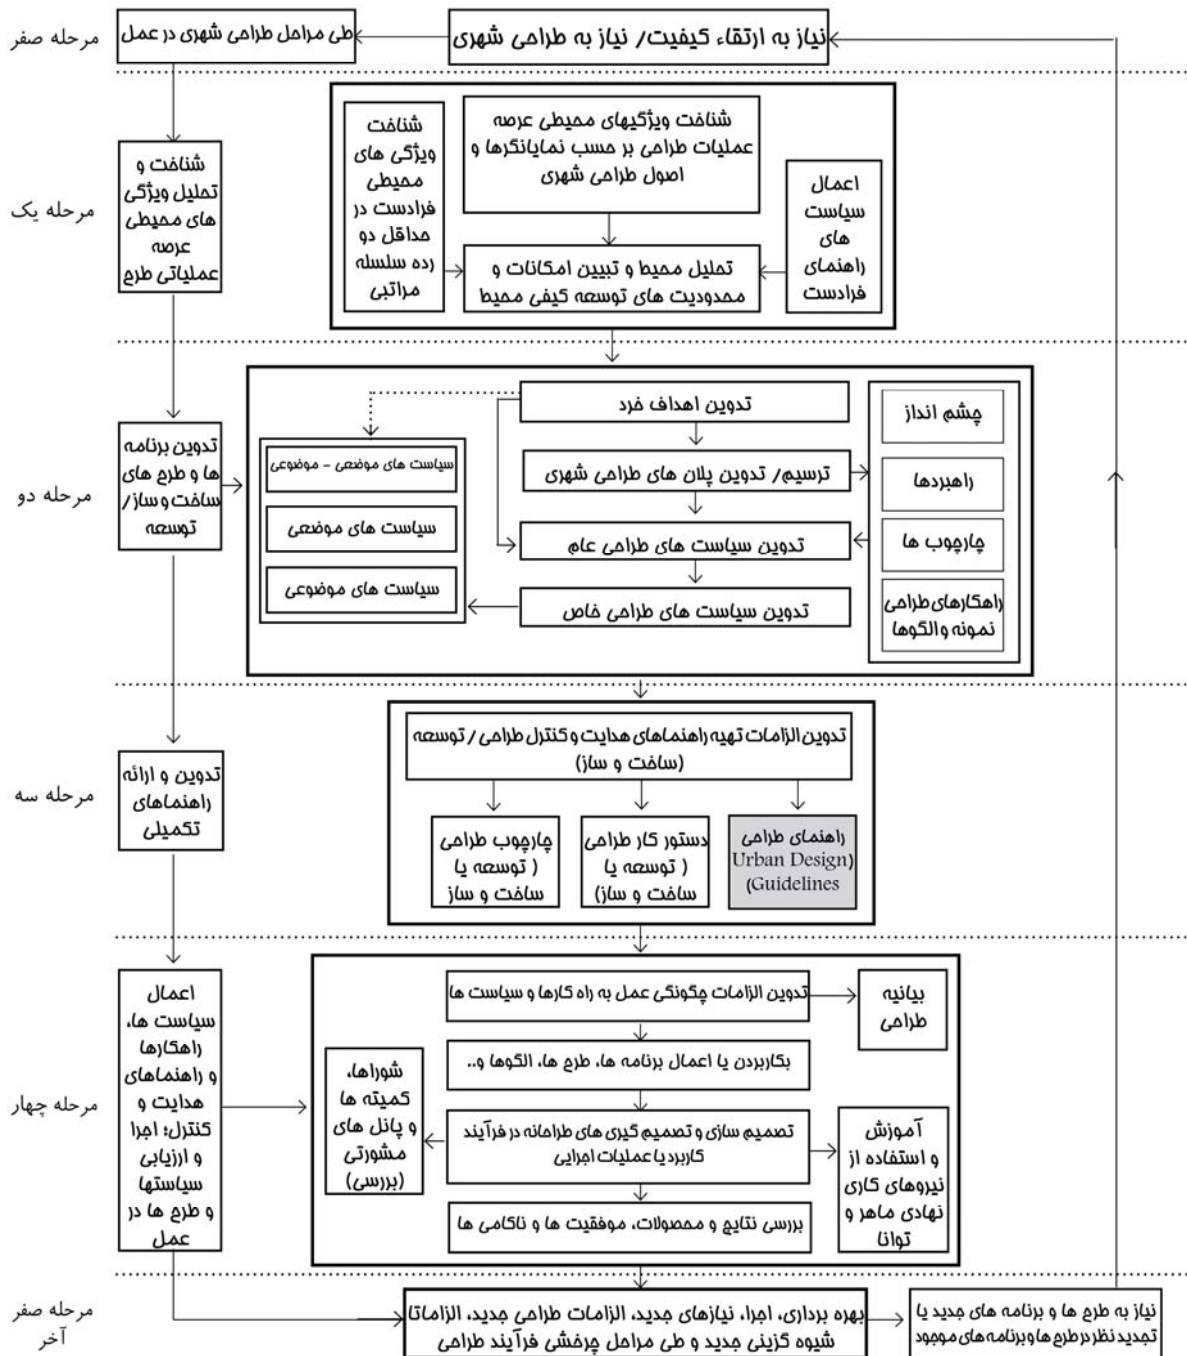 مرحله صفر
نیاز به ارتقاء کیفیت/ نیاز به طراحی شهری
طی مراحل طراحی شهری در عمل
مرحله یک
شناخت و
تحلیل ویژگی
های محیطی
عرصه
عملیاتی طرح
شناخت ویژگیهای محیطی عرصه
عملیات طراحی بر حسب نمایانگرها و
اصول طراحی شهری
شناخت
ویژگی های
محیطی
فرادست در
حداقل دو
رده سلسله
مراتبی
اعمال
سیاست
های
راهنمای
فرادست
تحلیل محیط و تبیین امکانات و
محدودیت های توسعه کیفی محیط
مرحله دو
تدوین برنامه
ها و طرح های
ساخت و ساز/
توسعه
تدوین اهداف خرد
ترسیم/ تدوین پلان های طراحی شهری
تدوین سیاست های طراحی عام
تدوین سیاست های طراحی خاص
چشم انداز
راهبردها
چارچوب ها
راهکارهای طراحی
نمونه والگوها
سیاست های موضعی - موضوعی
سیاست های موضعی
سیاست های موضوعی
مرحله سه
تدوین و ارائه
راهنماهای
تکمیلی
تدوین الزامات تهیه راهنماهای هدایت و کنترل طراحی / توسعه
(ساخت و ساز)
راهنمای طراحی
Urban Design)
(Guidelines
دستور کار طراحی
( توسعه یا
ساخت و ساز)
چارچوب طراحی
( توسعه یا
ساخت و ساز
مرحله چهار
اعمال
سیاست ها،
راهکارها
و راهنماهای
هدایت و
کنترل؛ اجرا
و ارزیابی
سیاستها
و طرح ها در
عمل
تدوین الزامات چگونگی عمل به راه کارها و سیاست ها
بیانیه
طراحی
بکاربردن یا اعمال برنامه ها، طرح ها، الگوها و..
شوراها،
کمیته ها
و پانل های
مشورتی
(بررسی)
تصمیم سازی و تصمیم گیری های طراحانه در فرآیند
کاربرد یا عملیات اجرایی
آموزش
و استفاده از
نیروهای کاری
نهادی ماهر و
توانا
بررسی نتایج و محصولات، موفقیت ها و ناکامی ها
مرحله صفر
آخر
بهره برداری، اجرا، نیازهای جدید، الزامات طراحی جدید، الزاماتا
شیوه گزینی جدید و طی مراحل چرخشی فرآیند طراحی
نیاز به طرح ها و برنامه های جدید یا
تجدید نظر در طرح ها و برنامه های موجود